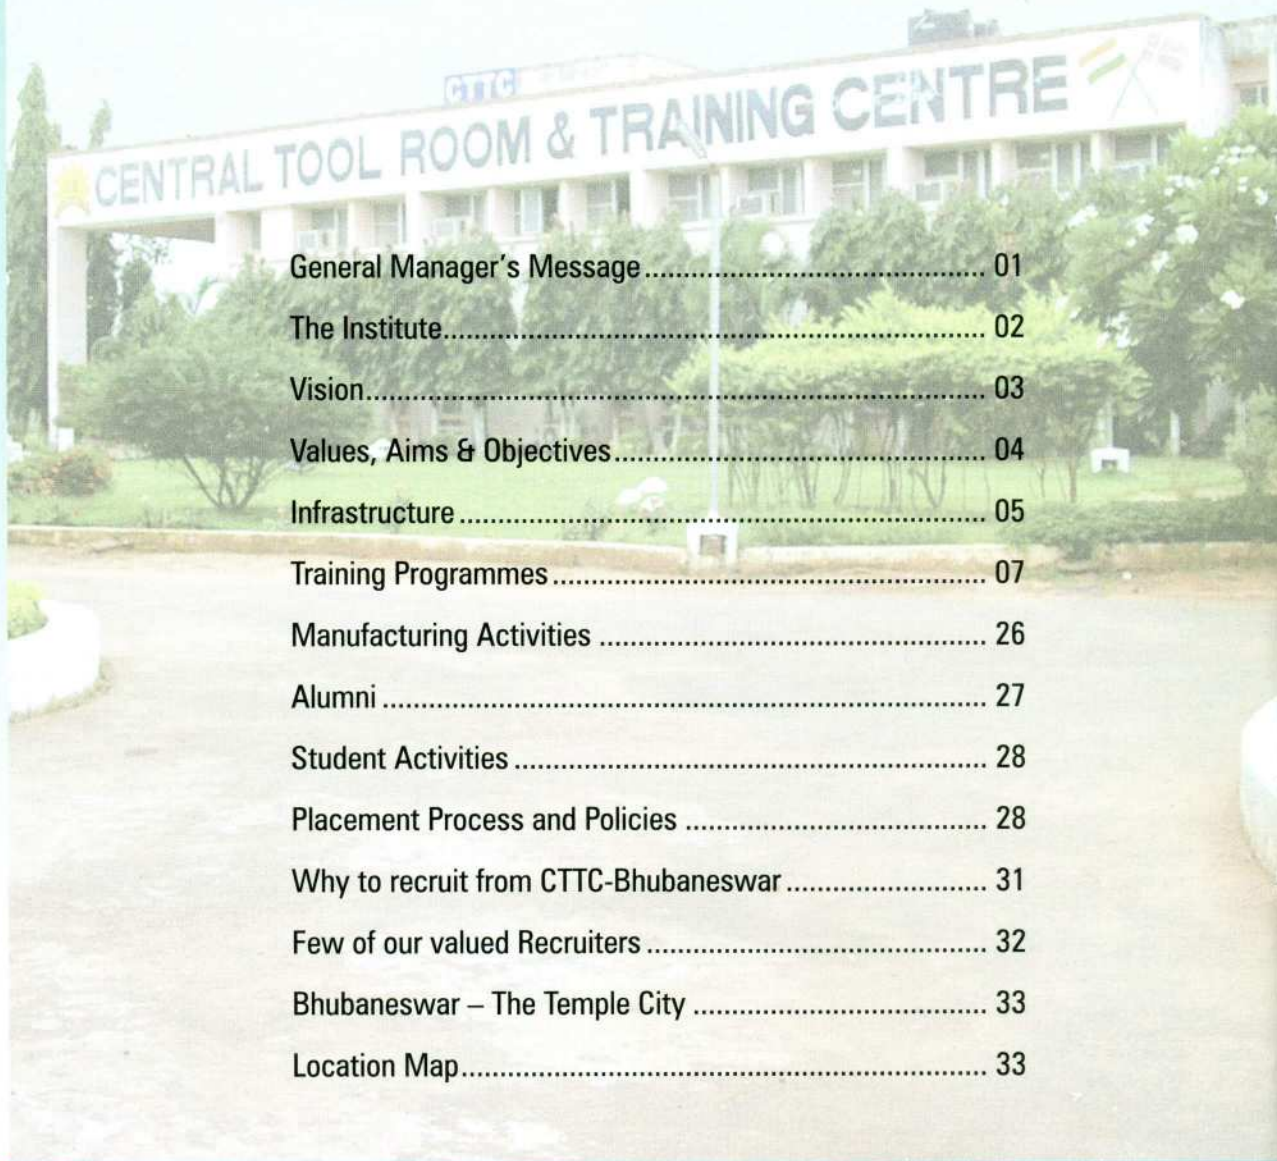 CTTC
CENTRAL TOOL ROOM & TRAINING CENTRE
General Manager's Message ........................................... 01
The Institute ..................................................................... 02
Vision ............................................................................... 03
Values, Aims & Objectives ............................................... 04
Infrastructure ................................................................... 05
Training Programmes ....................................................... 07
Manufacturing Activities .................................................. 26
Alumni ............................................................................. 27
Student Activities ............................................................ 28
Placement Process and Policies ....................................... 28
Why to recruit from CTTC-Bhubaneswar .......................... 31
Few of our valued Recruiters ............................................ 32
Bhubaneswar – The Temple City ...................................... 33
Location Map ................................................................... 33